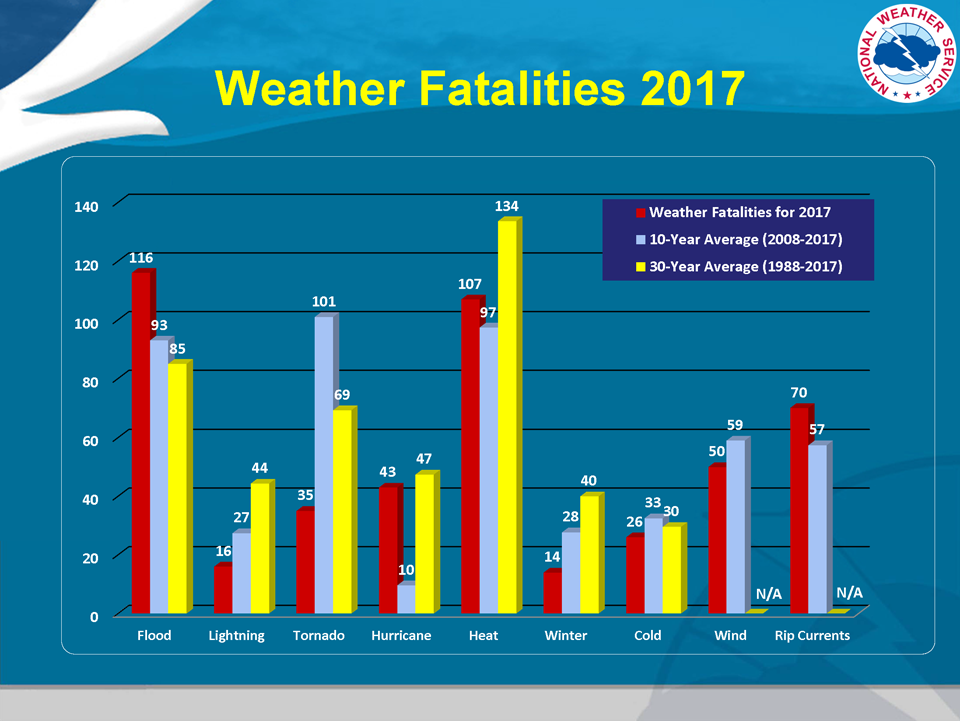 NATIONAL WEATHER SERVICE
Weather Fatalities 2017
Weather Fatalities for 2017
10-Year Average (2008-2017)
30-Year Average (1988-2017)
140
120
100
80
60
40
20
0
116
93
85
16
27
44
35
101
69
43
10
47
107
97
134
14
28
40
26
33
30
50
59
N/A
70
57
N/A
Flood
Lightning
Tornado
Hurricane
Heat
Winter
Cold
Wind
Rip Currents